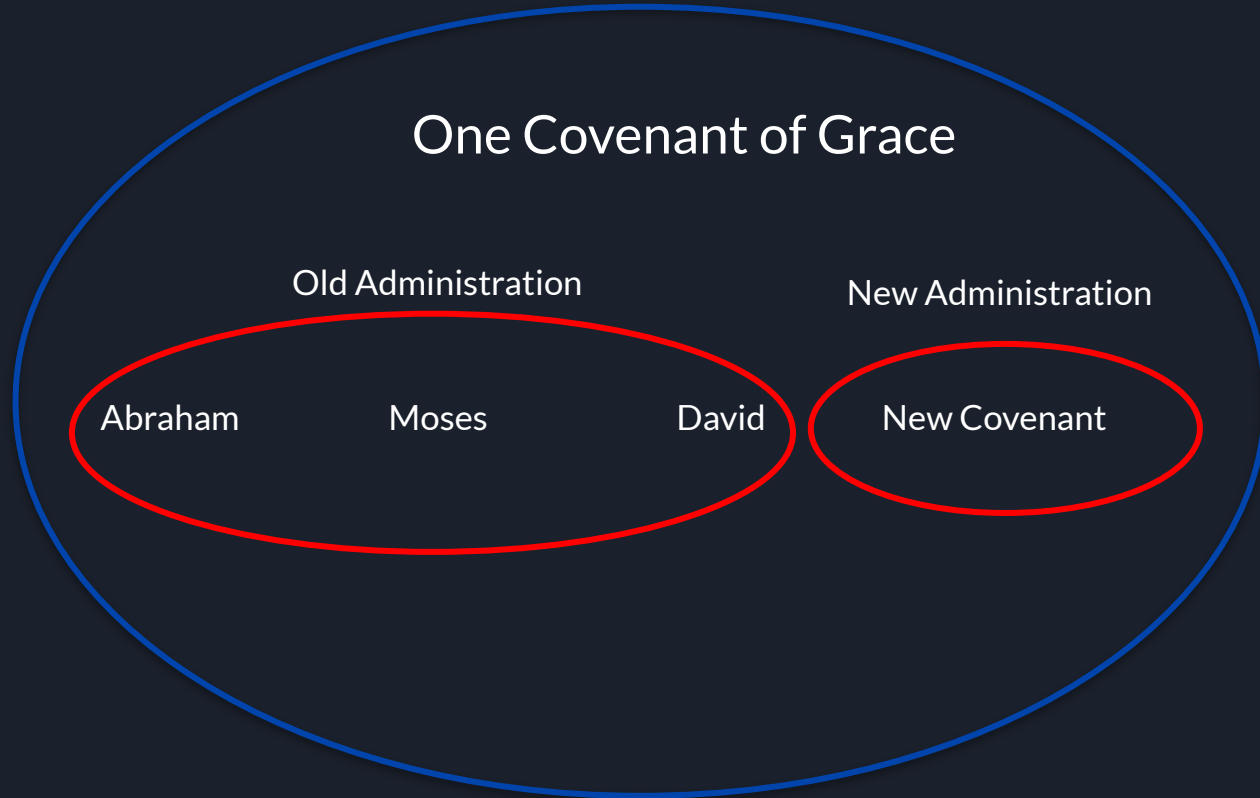 One Covenant of Grace
Old Administration
New Administration
Abraham Moses David New Covenant